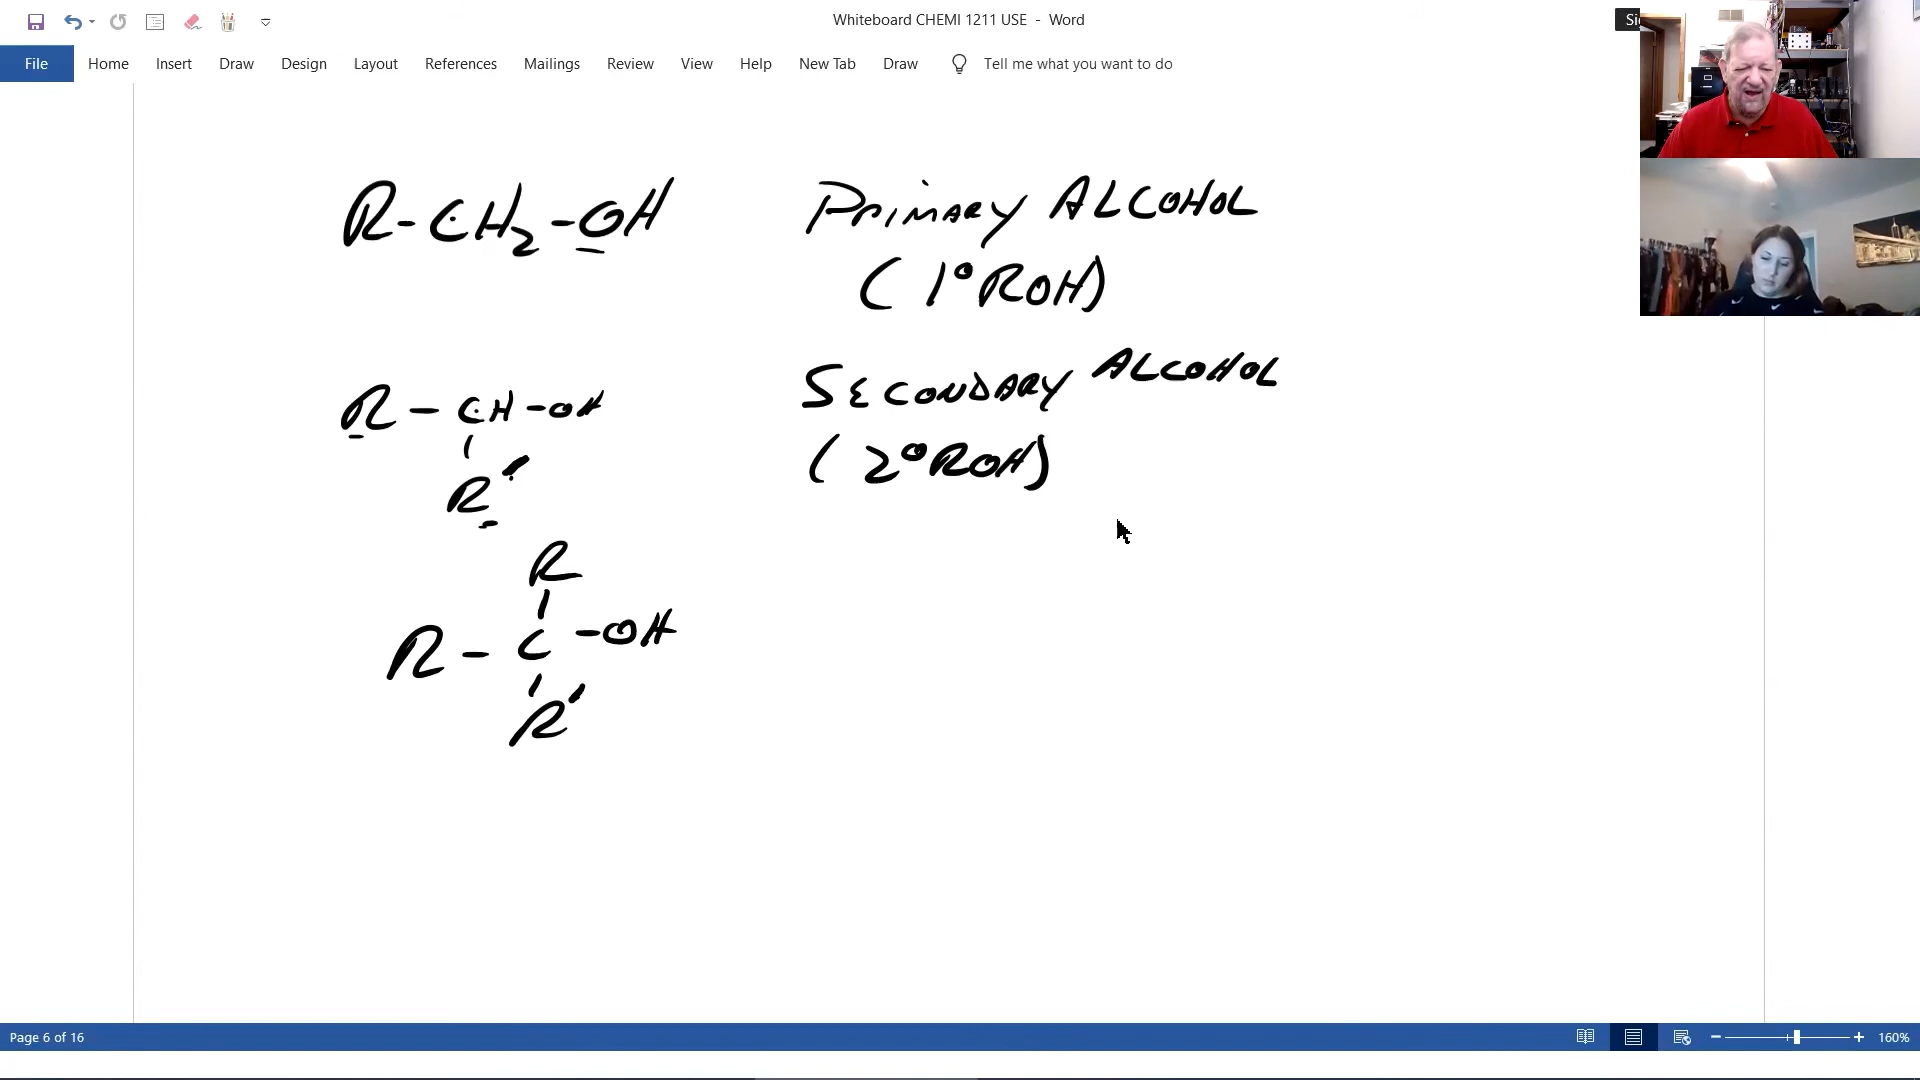 Whiteboard CHEMI 1211 USE - Word
Si
File Home Insert Draw Design Layout References Mailings Review View Help New Tab Draw Tell me what you want to do
R-CH2-OH PRIMARY ALCOHOL
(1°ROH)
SECONDARY ALCOHOL
R-CH-OH
(2°ROH)
R'
R
R-C-OH
R'
Page 6 of 16
160%